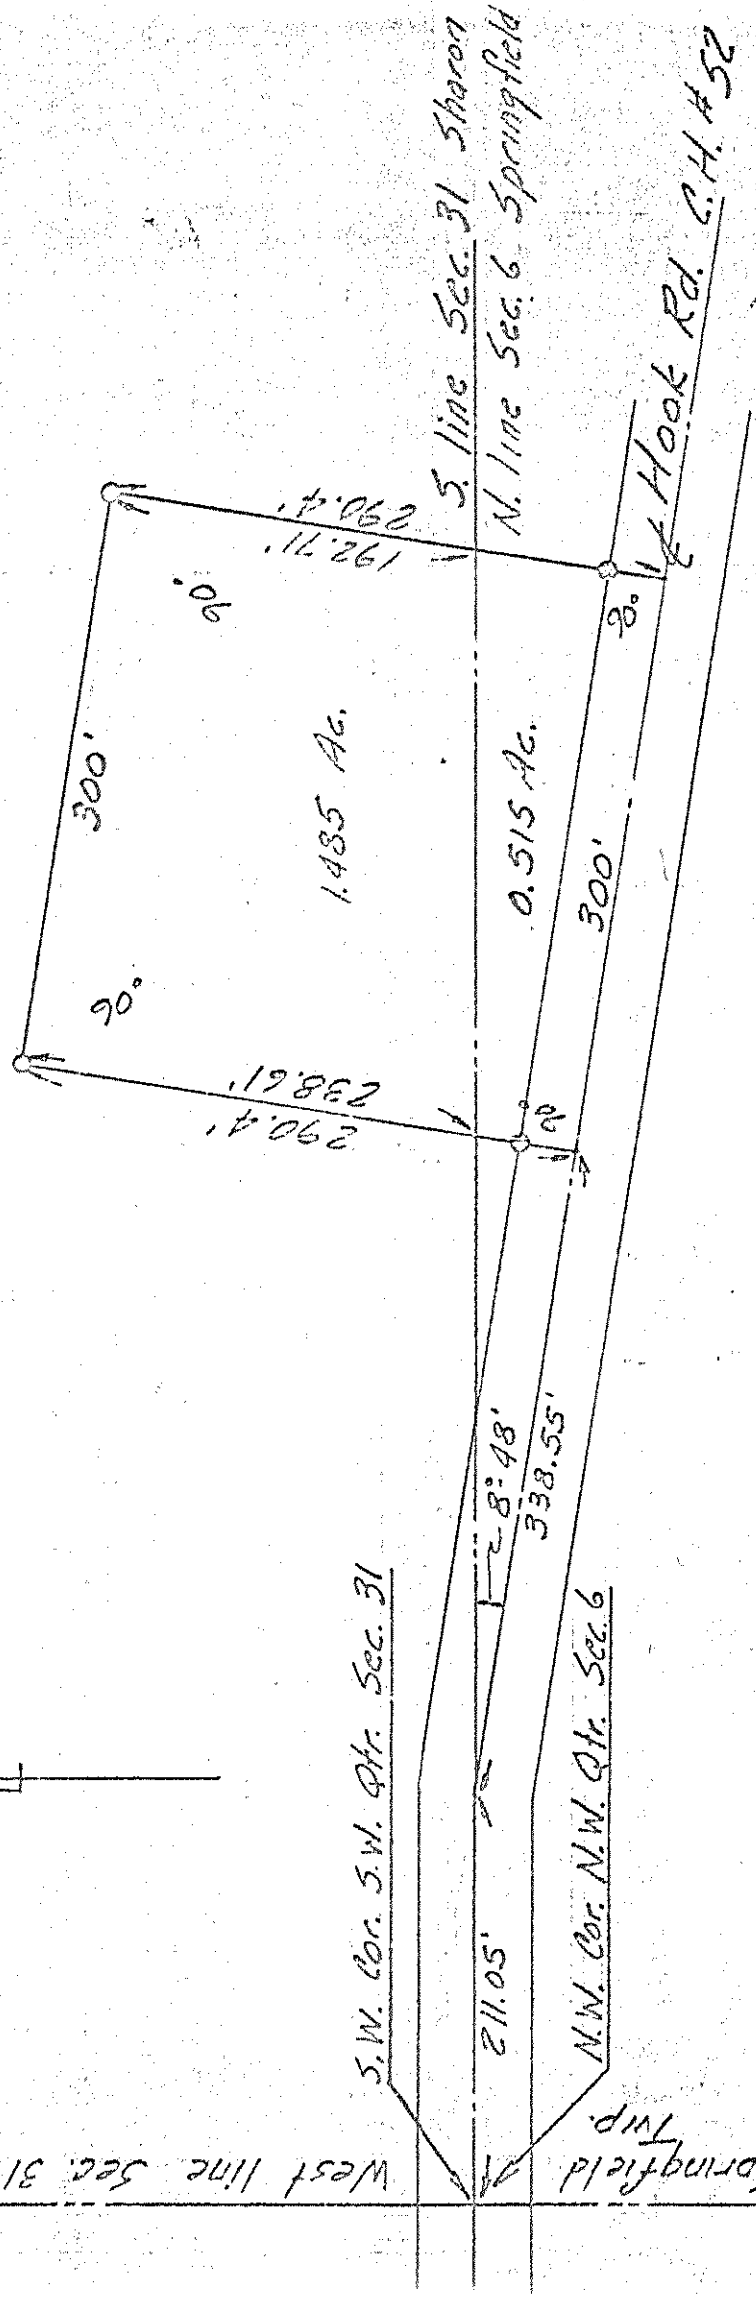 300'
90°
90°
290.4'
238.61'
290.4'
192.71'
1.485 Ac.
S. line Sec. 31 Sharon
N. line Sec. 6 Springfield
0.515 Ac.
90°
90°
300'
Hook Rd. C.H. # 52
S.W. Cor. S.W. Qtr. Sec. 31
8°-48'
338.55'
211.05'
N.W. Cor. N.W. Qtr. Sec. 6
West line Sec. 31
Springfield
Twp.